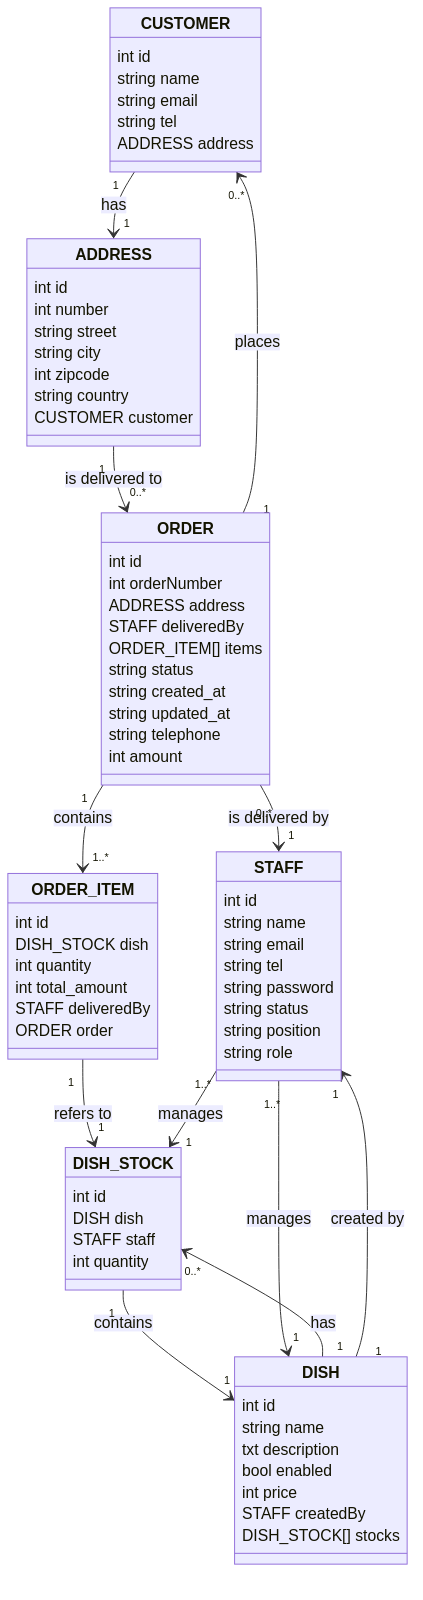 CUSTOMER
int id
string name
string email
string tel
ADDRESS address
1
0..*
has
1
ADDRESS
int id
int number
string street
string city
int zipcode
string country
CUSTOMER customer
places
1
is delivered to
0..*
1
ORDER
int id
int orderNumber
ADDRESS address
STAFF deliveredBy
ORDER_ITEM[] items
string status
string created_at
string updated_at
string telephone
int amount
1
contains
1..*
0..*
is delivered by
1
ORDER_ITEM
int id
DISH_STOCK dish
int quantity
int total_amount
STAFF deliveredBy
ORDER order
STAFF
int id
string name
string email
string tel
string password
string status
string position
string role
1
refers to
1
1..*
manages
1
1..*
manages
1
1
created by
1
DISH_STOCK
int id
DISH dish
STAFF staff
int quantity
1
contains
1
0..*
has
1
DISH
int id
string name
txt description
bool enabled
int price
STAFF createdBy
DISH_STOCK[] stocks